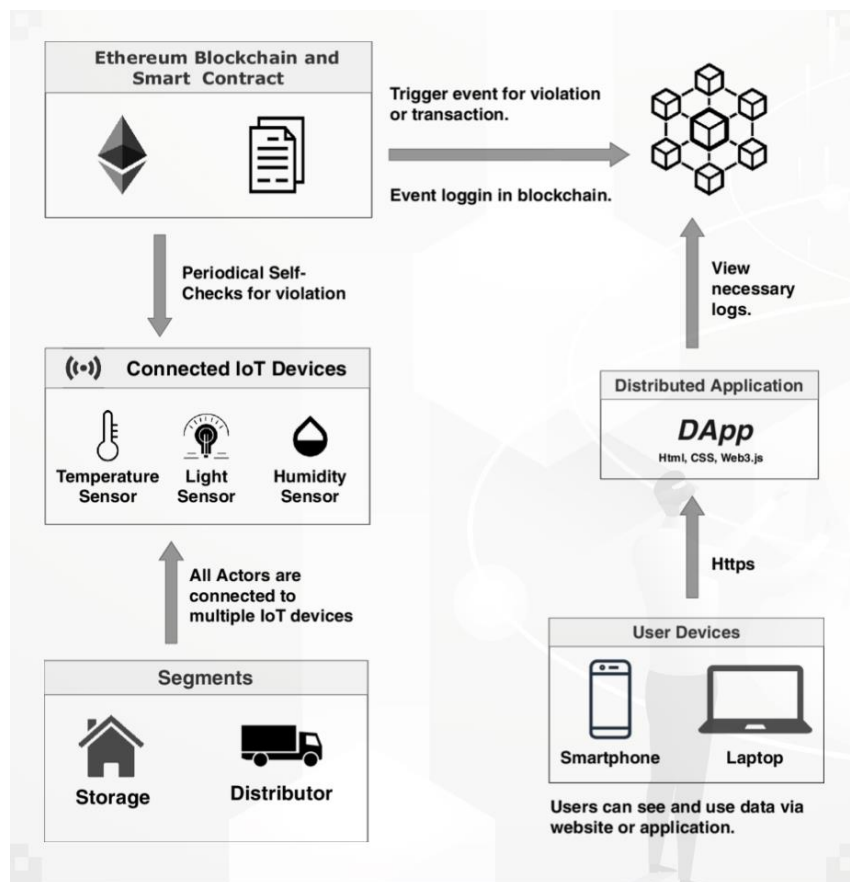 Ethereum Blockchain and
Smart Contract
Trigger event for violation
or transaction.
Event loggin in blockchain.
Periodical Self-
Checks for violation
View
necessary
logs.
Connected IoT Devices
Temperature
Sensor
Light
Sensor
Humidity
Sensor
Distributed Application
DApp
Html, CSS, Web3.js
All Actors are
connected to
multiple IoT devices
Https
Segments
Storage
Distributor
User Devices
Smartphone
Laptop
Users can see and use data via
website or application.